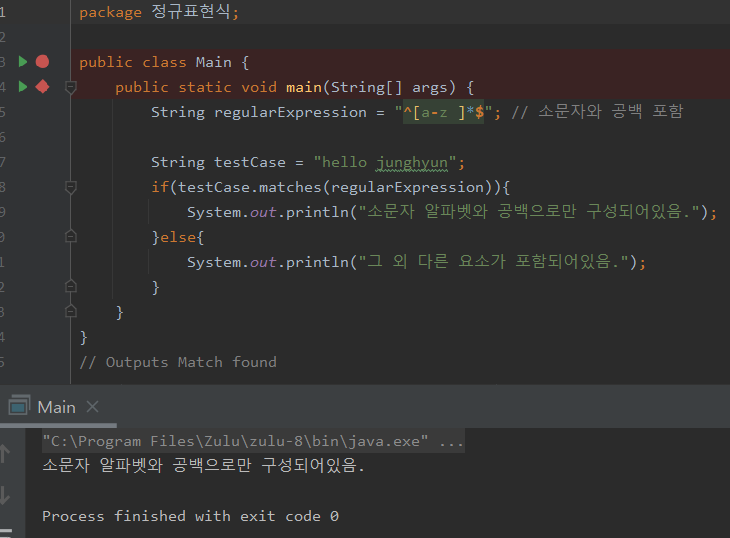 1 package 정규표현식;
2
3 public class Main {
4 public static void main(String[] args) {
5 String regularExpression = "^[a-z ]*$"; // 소문자와 공백 포함
6
7 String testCase = "hello junghyun";
8 if(testCase.matches(regularExpression)){
9 System.out.println("소문자 알파벳와 공백으로만 구성되어있음.");
0 }else{
1 System.out.println("그 외 다른 요소가 포함되어있음.");
2 }
3 }
4 }
5 // Outputs Match found
Main
"C:\Program Files\Zulu\zulu-8\bin\java.exe" ...
소문자 알파벳와 공백으로만 구성되어있음.
Process finished with exit code 0